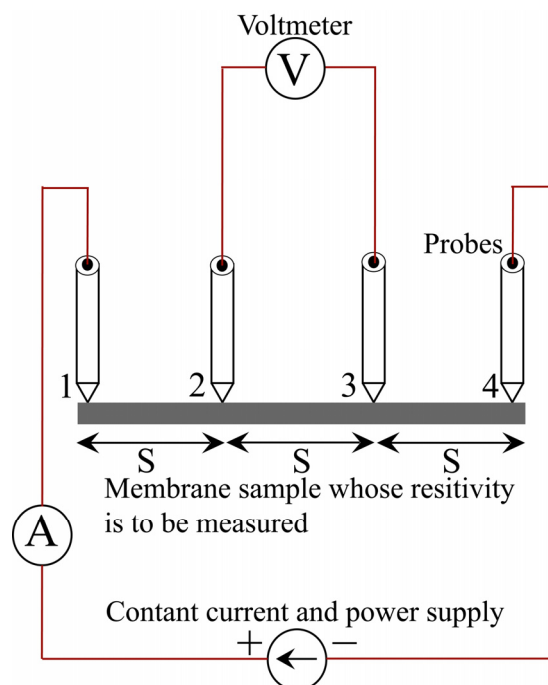 Voltmeter
V
Probes
1 2 3 4
S S S
Membrane sample whose resitivity
is to be measured
A
Contant current and power supply
+ −